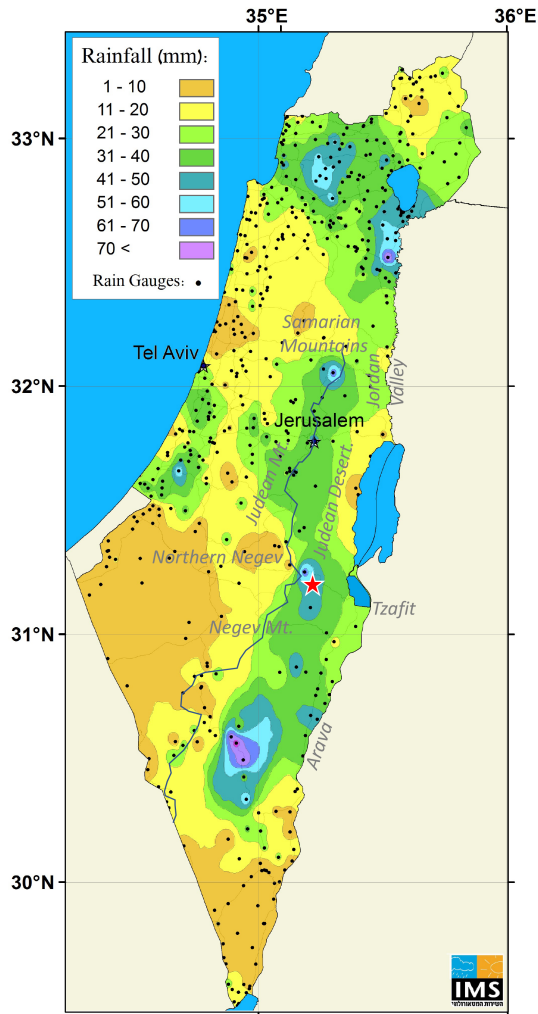 35°E
36°E
Rainfall (mm):
1 - 10
11 - 20
21 - 30
31 - 40
41 - 50
51 - 60
61 - 70
70 <
Rain Gauges:
33°N
Samarian
Mountains
Tel Aviv
Jordan
Valley
32°N
Jerusalem
Judean Mt.
Judean Desert
Northern Negev
Tzafit
Negev Mt.
31°N
Arava
30°N
IMS
השירות המטאורולוגי